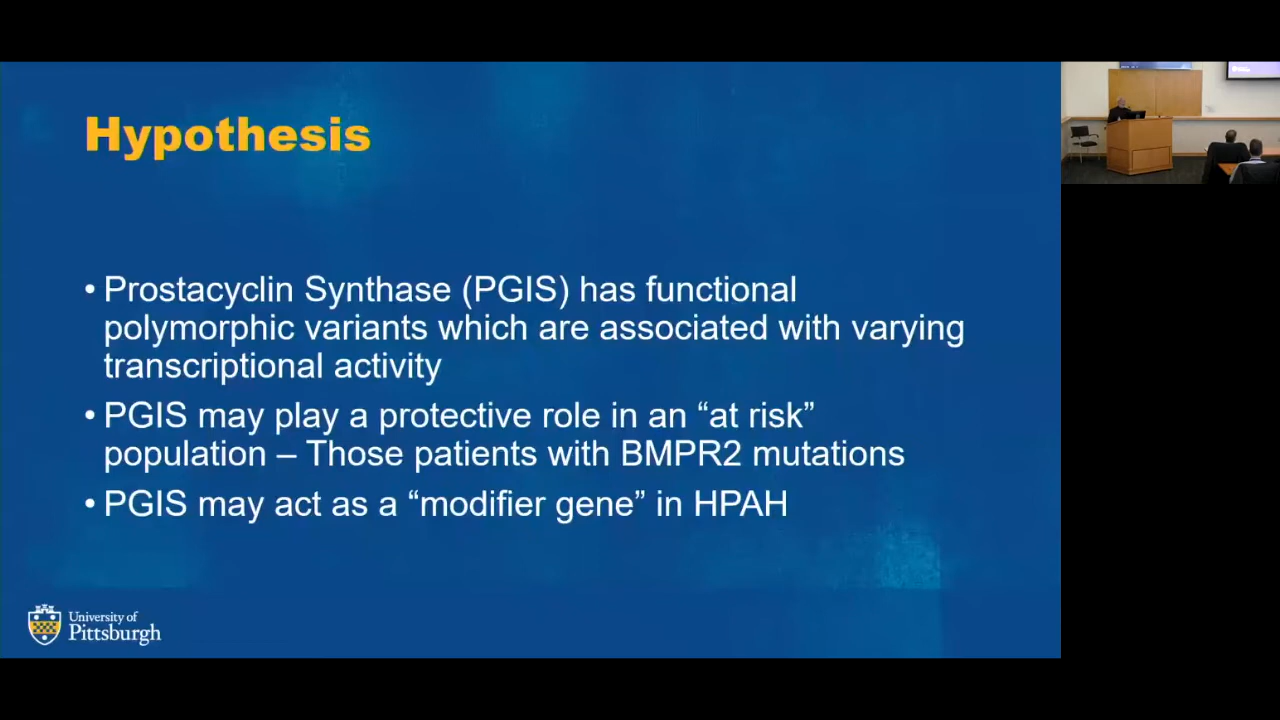 Hypothesis
• Prostacyclin Synthase (PGIS) has functional
polymorphic variants which are associated with varying
transcriptional activity
• PGIS may play a protective role in an “at risk”
population – Those patients with BMPR2 mutations
• PGIS may act as a “modifier gene” in HPAH
University of
Pittsburgh